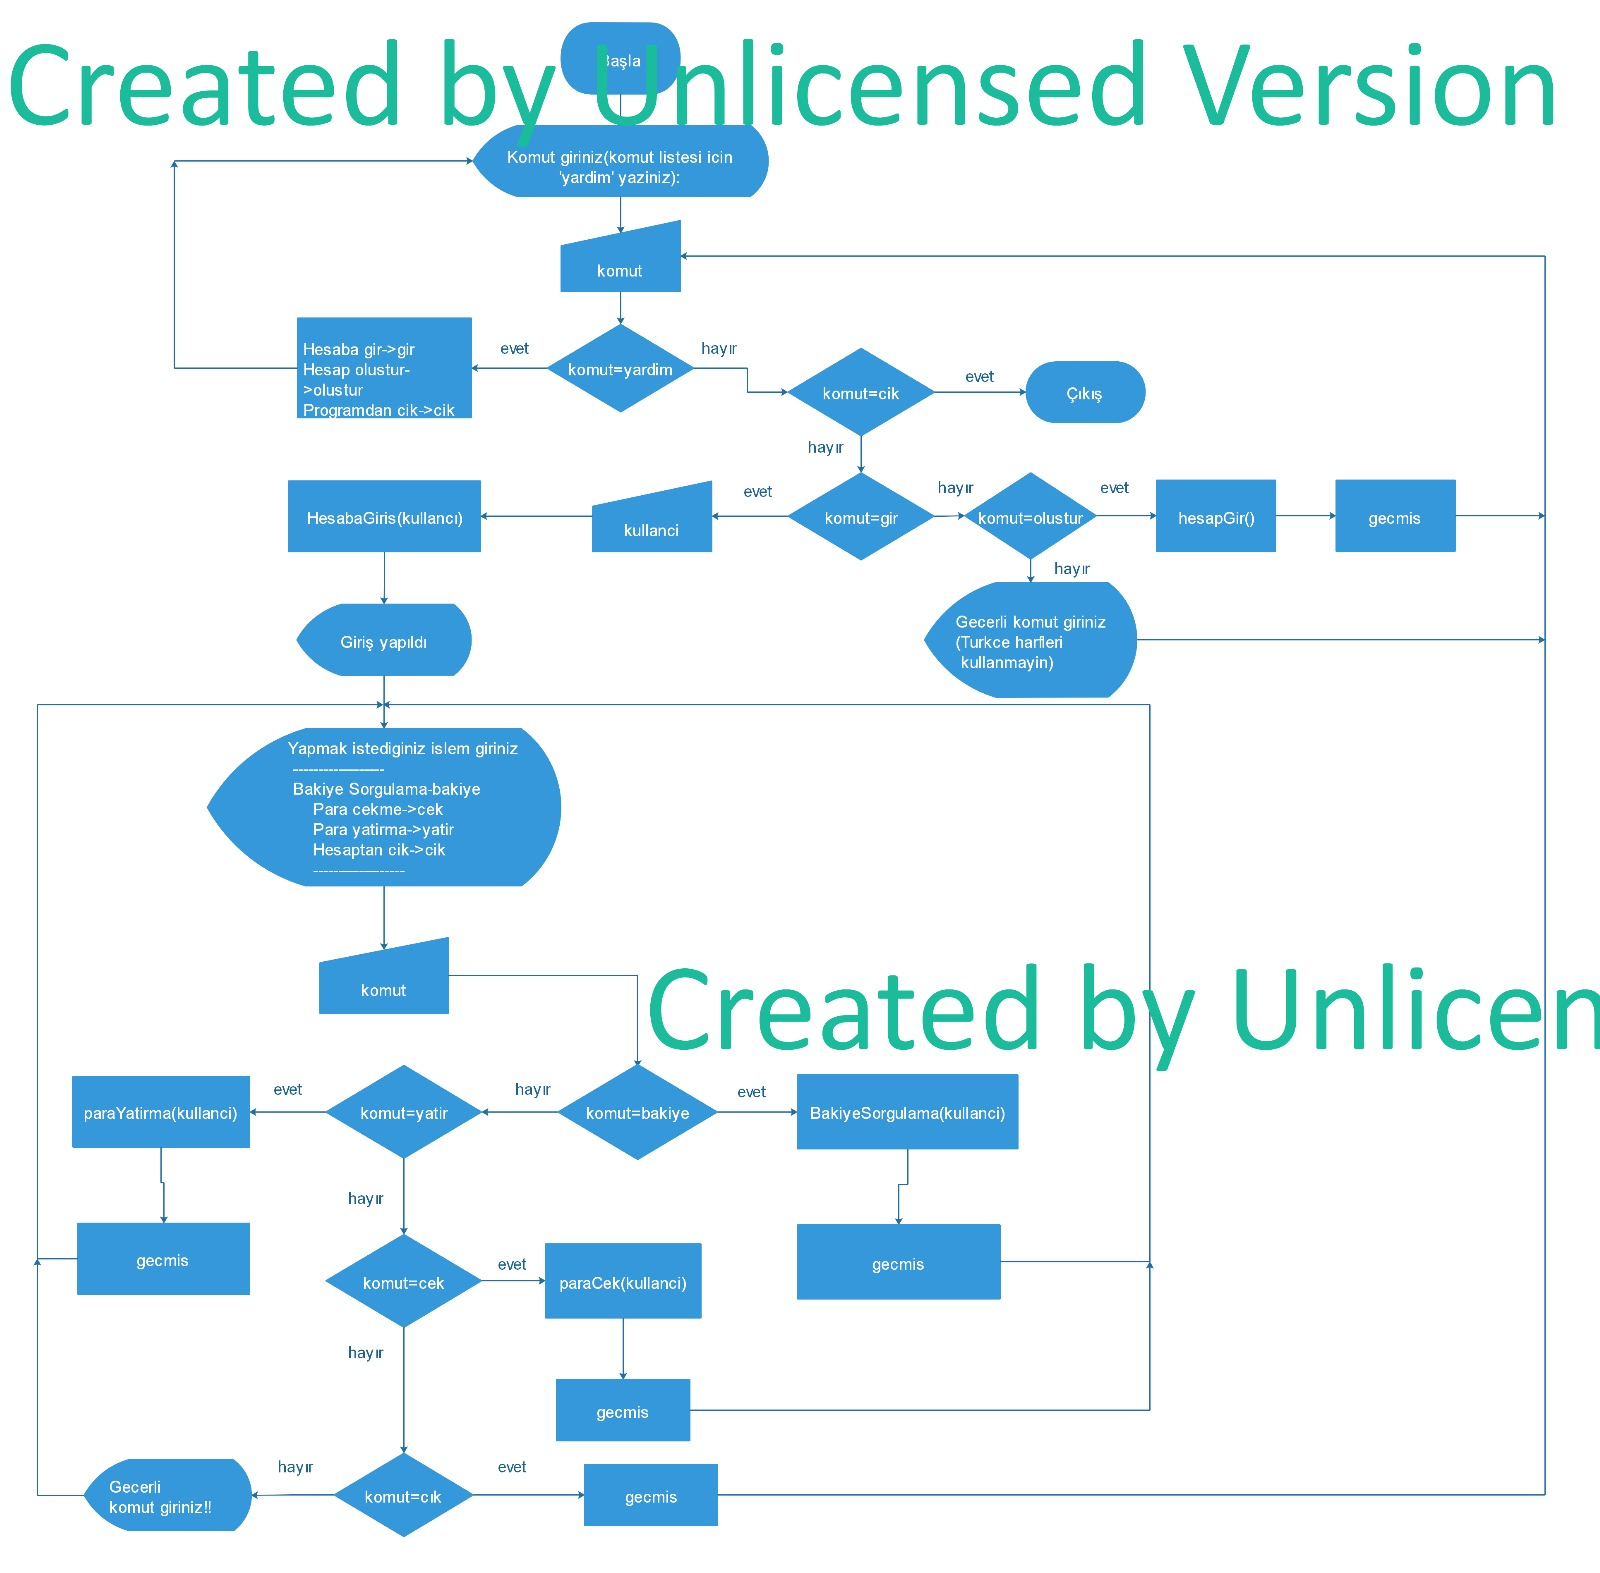 Başla
Created by Unlicensed Version
Komut giriniz(komut listesi icin
'yardim' yaziniz):
komut
Hesaba gir->gir
Hesap olustur-
>olustur
Programdan cik->cik
evet
komut=yardim
hayır
komut=cik
evet
Çıkış
hayır
HesabaGiris(kullancı)
kullanci
evet
komut=gir
hayır
komut=olustur
evet
hesapGir()
gecmis
hayır
Giriş yapıldı
Gecerli komut giriniz
(Turkce harfleri
kullanmayin)
Yapmak istediginiz islem giriniz
------------------
Bakiye Sorgulama-bakiye
Para cekme->cek
Para yatirma->yatir
Hesaptan cik->cik
------------------
komut
Created by Unlicen
paraYatirma(kullanci)
evet
komut=yatir
hayır
komut=bakiye
evet
BakiyeSorgulama(kullanci)
hayır
gecmis
komut=cek
evet
paraCek(kullanci)
gecmis
hayır
gecmis
Gecerli
komut giriniz!!
hayır
komut=cık
evet
gecmis